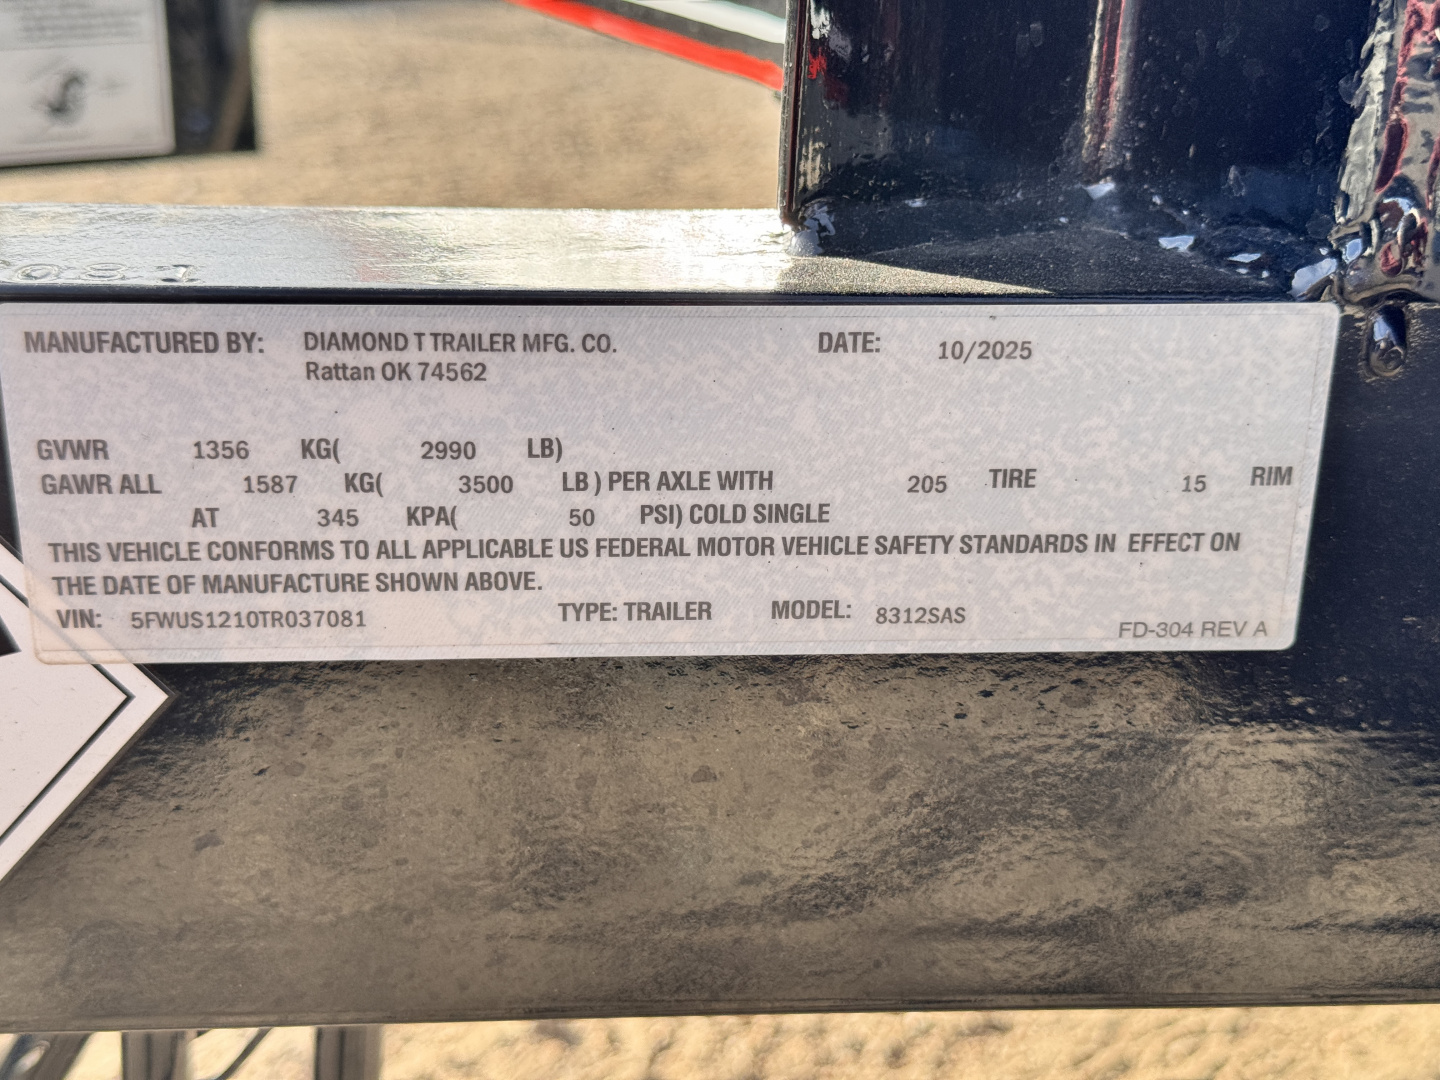 081
MANUFACTURED BY: DIAMOND T TRAILER MFG. CO. DATE: 10/2025
Rattan OK 74562
GVWR 1356 KG( 2990 LB)
GAWR ALL 1587 KG( 3500 LB ) PER AXLE WITH 205 TIRE 15 RIM
AT 345 KPA( 50 PSI) COLD SINGLE
THIS VEHICLE CONFORMS TO ALL APPLICABLE US FEDERAL MOTOR VEHICLE SAFETY STANDARDS IN EFFECT ON
THE DATE OF MANUFACTURE SHOWN ABOVE.
VIN: 5FWUS1210TR037081 TYPE: TRAILER MODEL: 8312SAS
FD-304 REV A